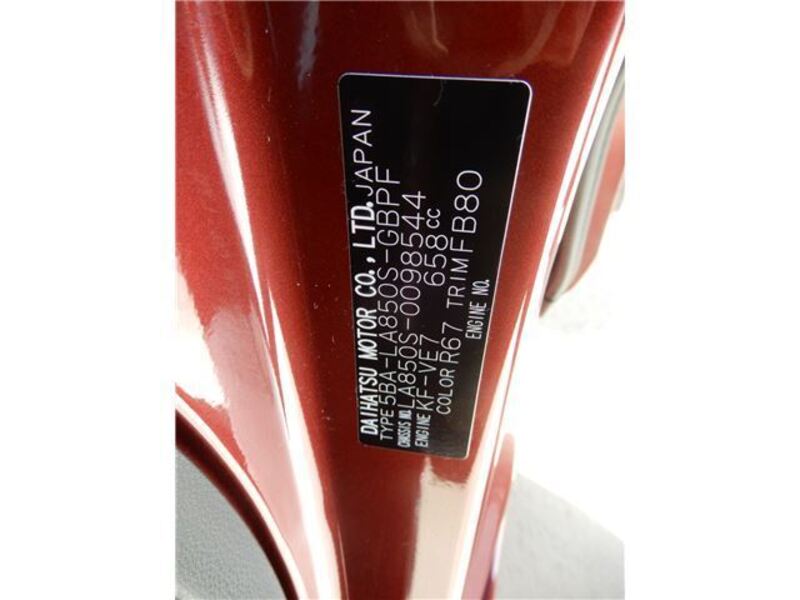 DAIHATSU MOTOR CO., LTD. JAPAN
TYPE 5BA-LA850S-GBPF
CHASSIS NO. LA850S-0098544
ENGINE KF-VE7 658cc
COLOR R67 TRIM FB80
ENGINE NO.